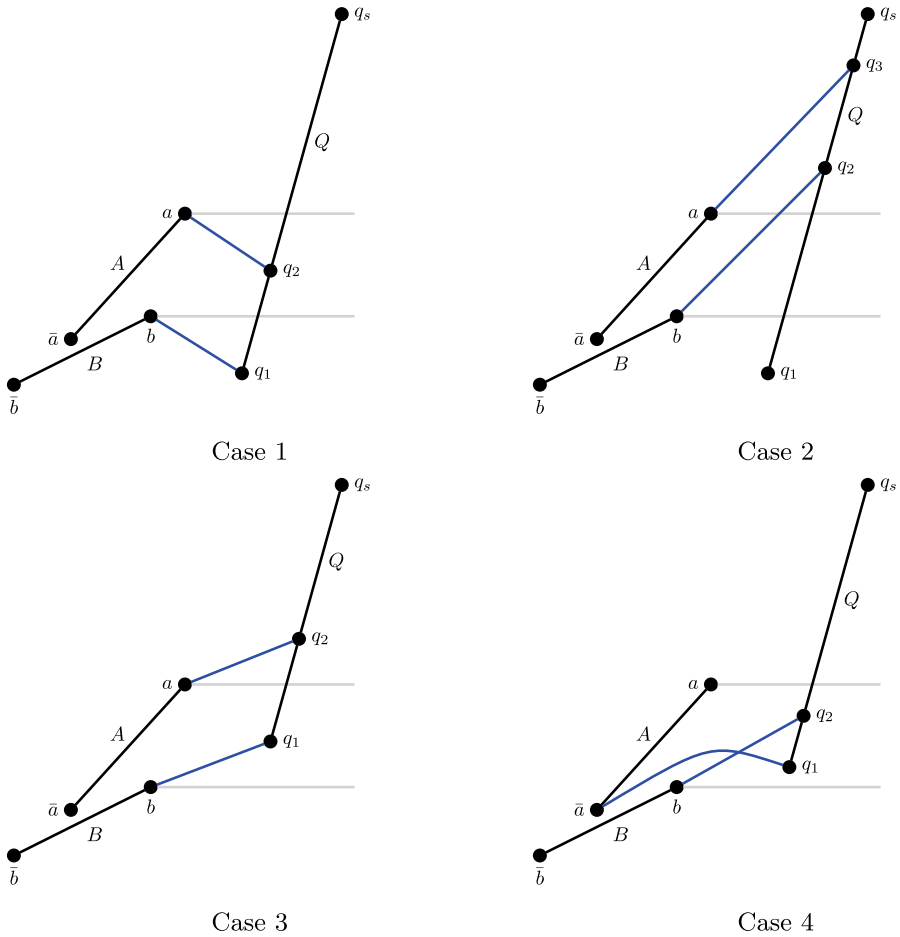 q_s q_s
q_3
Q Q
q_2
a a
A q_2 A
ā b ā b
B q_1 B q_1
b̄ b̄
Case 1 Case 2
q_s q_s
Q
Q
q_2
a a
q_2
A q_1 A
q_1
ā b ā b
B B
b̄ b̄
Case 3 Case 4